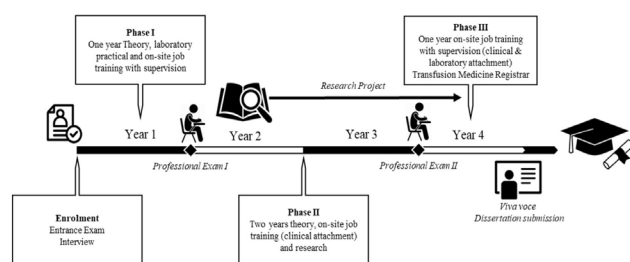 Phase I
One year Theory, laboratory
practical and on-site job
training with supervision
Phase III
One year on-site job training
with supervision (clinical &
laboratory attachment)
Transfusion Medicine Registrar
Research Project
Year 1
Year 2
Year 3
Year 4
Professional Exam I
Professional Exam II
Enrolment
Entrance Exam
Interview
Phase II
Two years theory, on-site job
training (clinical attachment)
and research
Viva voce
Dissertation submission